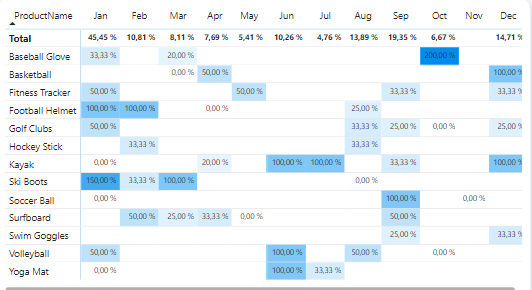 ProductName Jan Feb Mar Apr May Jun Jul Aug Sep Oct Nov Dec
Total 45,45 % 10,81 % 8,11 % 7,69 % 5,41 % 10,26 % 4,76 % 13,89 % 19,35 % 6,67 % 14,71 %
Baseball Glove 33,33 % 20,00 % 200,00 %
Basketball 0,00 % 50,00 % 100,00 %
Fitness Tracker 50,00 % 50,00 % 33,33 % 33,33 %
Football Helmet 100,00 % 100,00 % 0,00 % 25,00 %
Golf Clubs 50,00 % 33,33 % 25,00 % 0,00 % 25,00 %
Hockey Stick 33,33 % 33,33 %
Kayak 0,00 % 20,00 % 100,00 % 100,00 % 33,33 % 100,00 %
Ski Boots 150,00 % 33,33 % 100,00 % 0,00 %
Soccer Ball 0,00 % 100,00 % 0,00 %
Surfboard 50,00 % 25,00 % 33,33 % 0,00 % 50,00 %
Swim Goggles 25,00 % 33,33 %
Volleyball 50,00 % 100,00 % 50,00 % 0,00 %
Yoga Mat 0,00 % 100,00 % 33,33 %